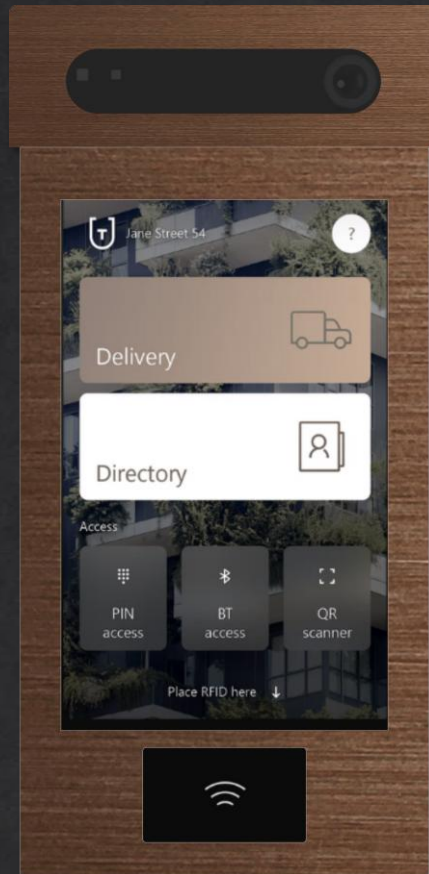 T
Jane Street 54
?
Delivery
Directory
Access
PIN
access
BT
access
QR
scanner
Place RFID here ↓